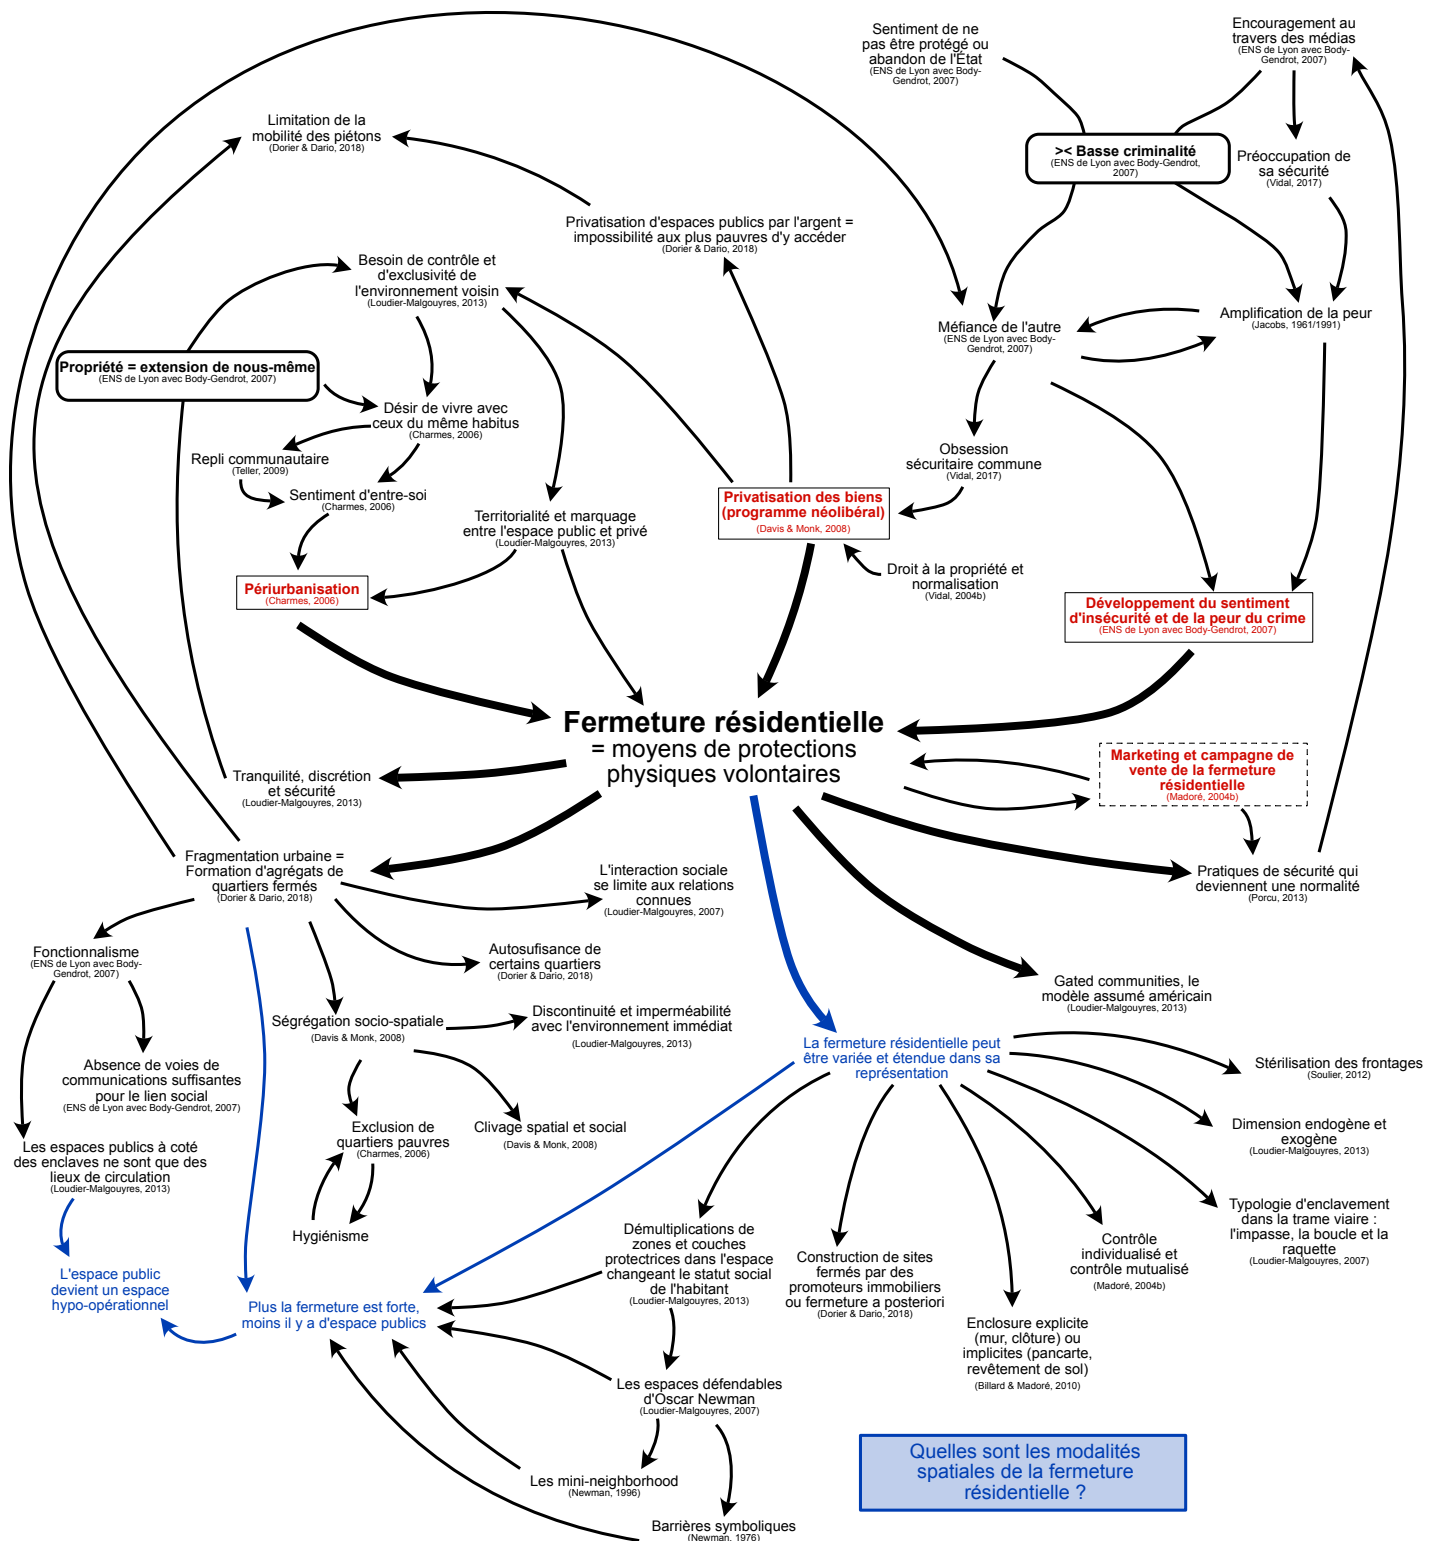 Sentiment de ne
pas être protégé ou
abandon de l'État
(ENS de Lyon avec Body-
Gendrot, 2007)
Encouragement au
travers des médias
(ENS de Lyon avec Body-
Gendrot, 2007)
Limitation de la
mobilité des piétons
(Dorier & Dario, 2018)
>< Basse criminalité
(ENS de Lyon avec Body-Gendrot,
2007)
Préoccupation de
sa sécurité
(Vidal, 2017)
Privatisation d'espaces publics par l'argent =
impossibilité aux plus pauvres d'y accéder
(Dorier & Dario, 2018)
Besoin de contrôle et
d'exclusivité de
l'environnement voisin
(Loudier-Malgouyres, 2013)
Méfiance de l'autre
(ENS de Lyon avec Body-
Gendrot, 2007)
Amplification de la peur
(Jacobs, 1961/1991)
Propriété = extension de nous-même
(ENS de Lyon avec Body-Gendrot, 2007)
Désir de vivre avec
ceux du même habitus
(Charmes, 2006)
Repli communautaire
(Teller, 2009)
Sentiment d'entre-soi
(Charmes, 2006)
Obsession
sécuritaire commune
(Vidal, 2017)
Privatisation des biens
(programme néolibéral)
(Davis & Monk, 2008)
Territorialité et marquage
entre l'espace public et privé
(Loudier-Malgouyres, 2013)
Droit à la propriété et
normalisation
(Vidal, 2004b)
Périurbanisation
(Charmes, 2006)
Développement du sentiment
d'insécurité et de la peur du crime
(ENS de Lyon avec Body-Gendrot, 2007)
Fermeture résidentielle
= moyens de protections
physiques volontaires
Tranquilité, discrétion
et sécurité
(Loudier-Malgouyres, 2013)
Marketing et campagne de
vente de la fermeture
résidentielle
(Madoré, 2004b)
Fragmentation urbaine =
Formation d'agrégats de
quartiers fermés
(Dorier & Dario, 2018)
L'interaction sociale
se limite aux relations
connues
(Loudier-Malgouyres, 2007)
Pratiques de sécurité qui
deviennent une normalité
(Porcu, 2013)
Fonctionnalisme
(ENS de Lyon avec Body-
Gendrot, 2007)
Autosufisance de
certains quartiers
(Dorier & Dario, 2018)
Gated communities, le
modèle assumé américain
(Loudier-Malgouyres, 2013)
Ségrégation socio-spatiale
(Davis & Monk, 2008)
Discontinuité et imperméabilité
avec l'environnement immédiat
(Loudier-Malgouyres, 2013)
La fermeture résidentielle peut
être variée et étendue dans sa
représentation
Stérilisation des frontages
(Soulier, 2012)
Absence de voies de
communications suffisantes
pour le lien social
(ENS de Lyon avec Body-Gendrot, 2007)
Exclusion de
quartiers pauvres
(Charmes, 2006)
Clivage spatial et social
(Davis & Monk, 2008)
Dimension endogène et
exogène
(Loudier-Malgouyres, 2013)
Les espaces publics à coté
des enclaves ne sont que des
lieux de circulation
(Loudier-Malgouyres, 2013)
Typologie d'enclavement
dans la trame viaire :
l'impasse, la boucle et la
raquette
(Loudier-Malgouyres, 2007)
Hygiénisme
Démultiplications de
zones et couches
protectrices dans l'espace
changeant le statut social
de l'habitant
(Loudier-Malgouyres, 2013)
Construction de sites
fermés par des
promoteurs immobiliers
ou fermeture a posteriori
(Dorier & Dario, 2018)
Contrôle
individualisé et
contrôle mutualisé
(Madoré, 2004b)
L'espace public
devient un espace
hypo-opérationnel
Plus la fermeture est forte,
moins il y a d'espace publics
Enclosure explicite
(mur, clôture) ou
implicites (pancarte,
revêtement de sol)
(Billard & Madoré, 2010)
Les espaces défendables
d'Oscar Newman
(Loudier-Malgouyres, 2007)
Quelles sont les modalités
spatiales de la fermeture
résidentielle ?
Les mini-neighborhood
(Newman, 1996)
Barrières symboliques
(Newman, 1976)